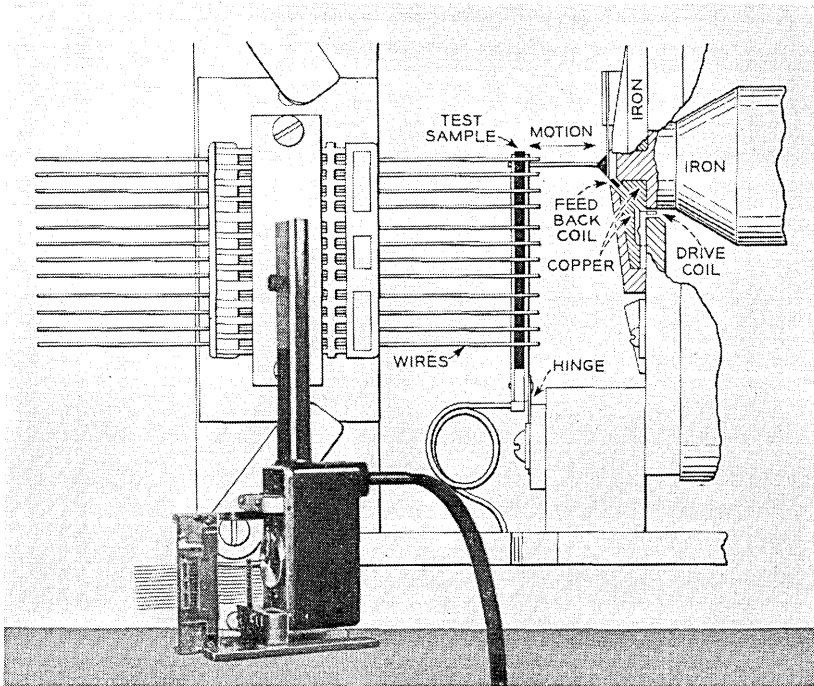 TEST
SAMPLE
MOTION
IRON
IRON
FEED
BACK
COIL
COPPER
DRIVE
COIL
WIRES
HINGE